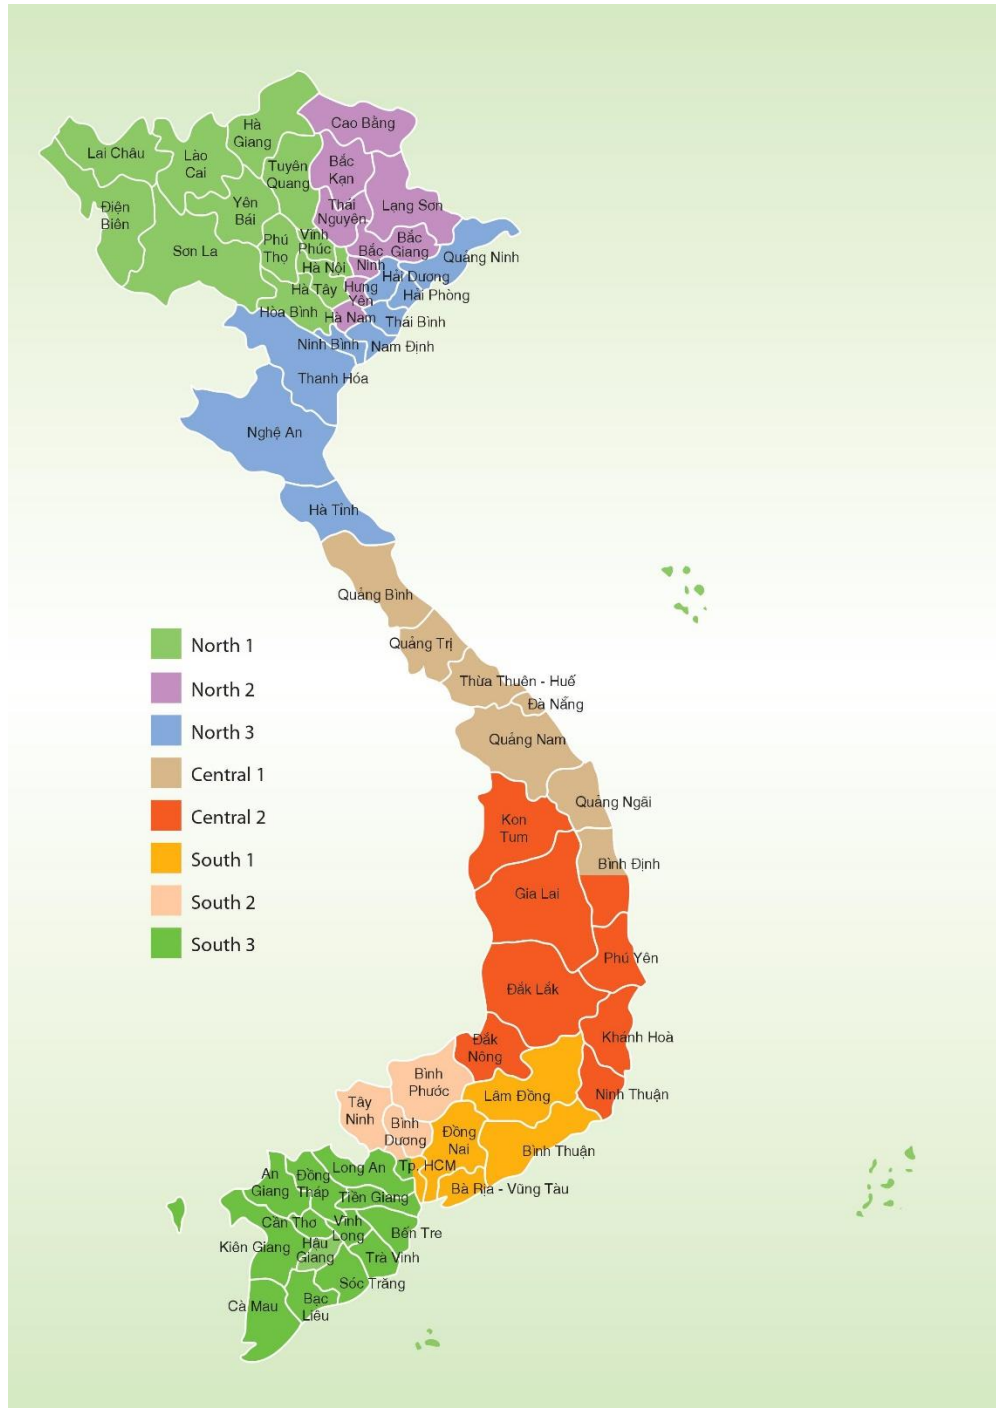 Cao Bằng
Hà
Giang
Lai Châu
Lào
Cai
Tuyên
Quang
Bắc
Kạn
Điện
Biên
Yên
Bái
Thái
Nguyên
Lạng Sơn
Sơn La
Phú
Thọ
Vĩnh
Phúc
Bắc
Giang
Bắc
Ninh
Quảng Ninh
Hà Nội
Hải Dương
Hà Tây
Hưng
Yên
Hải Phòng
Hòa Bình
Hà Nam
Thái Bình
Ninh Bình
Nam Định
Thanh Hóa
Nghệ An
Hà Tĩnh
Quảng Bình
Quảng Trị
Thừa Thuên - Huế
Đà Nẵng
Quảng Nam
Quảng Ngãi
Kon
Tum
Bình Định
Gia Lai
Phú Yên
Đắk Lắk
Khánh Hoà
Đắk
Nông
Bình
Phước
Lâm Đồng
Ninh Thuận
Tây
Ninh
Bình
Dương
Đồng
Nai
Bình Thuận
Tp. HCM
Bà Rịa - Vũng Tàu
Long An
An
Giang
Đồng
Tháp
Tiền Giang
Cần Thơ
Vĩnh
Long
Bến Tre
Kiên Giang
Hậu
Giang
Trà Vinh
Sóc Trăng
Cà Mau
Bạc
Liêu
North 1
North 2
North 3
Central 1
Central 2
South 1
South 2
South 3